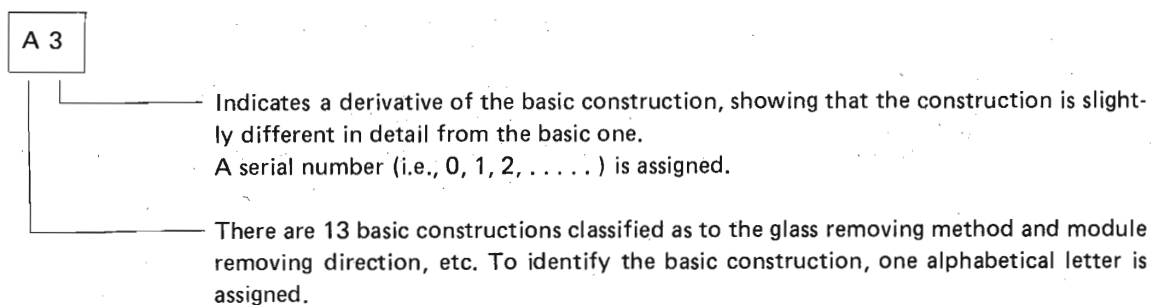 A 3
Indicates a derivative of the basic construction, showing that the construction is slight-
ly different in detail from the basic one.
A serial number (i.e., 0, 1, 2, . . . . . ) is assigned.
There are 13 basic constructions classified as to the glass removing method and module
removing direction, etc. To identify the basic construction, one alphabetical letter is
assigned.